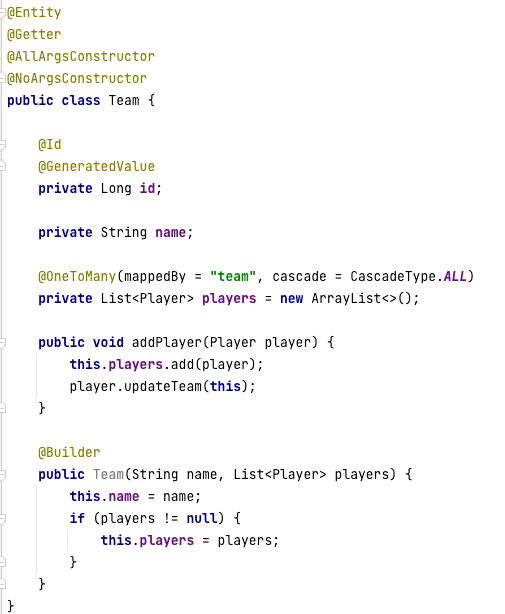 @Entity
@Getter
@AllArgsConstructor
@NoArgsConstructor
public class Team {
@Id
@GeneratedValue
private Long id;
private String name;
@OneToMany(mappedBy = "team", cascade = CascadeType.ALL)
private List<Player> players = new ArrayList<>();
public void addPlayer(Player player) {
this.players.add(player);
player.updateTeam(this);
}
@Builder
public Team(String name, List<Player> players) {
this.name = name;
if (players != null) {
this.players = players;
}
}
}